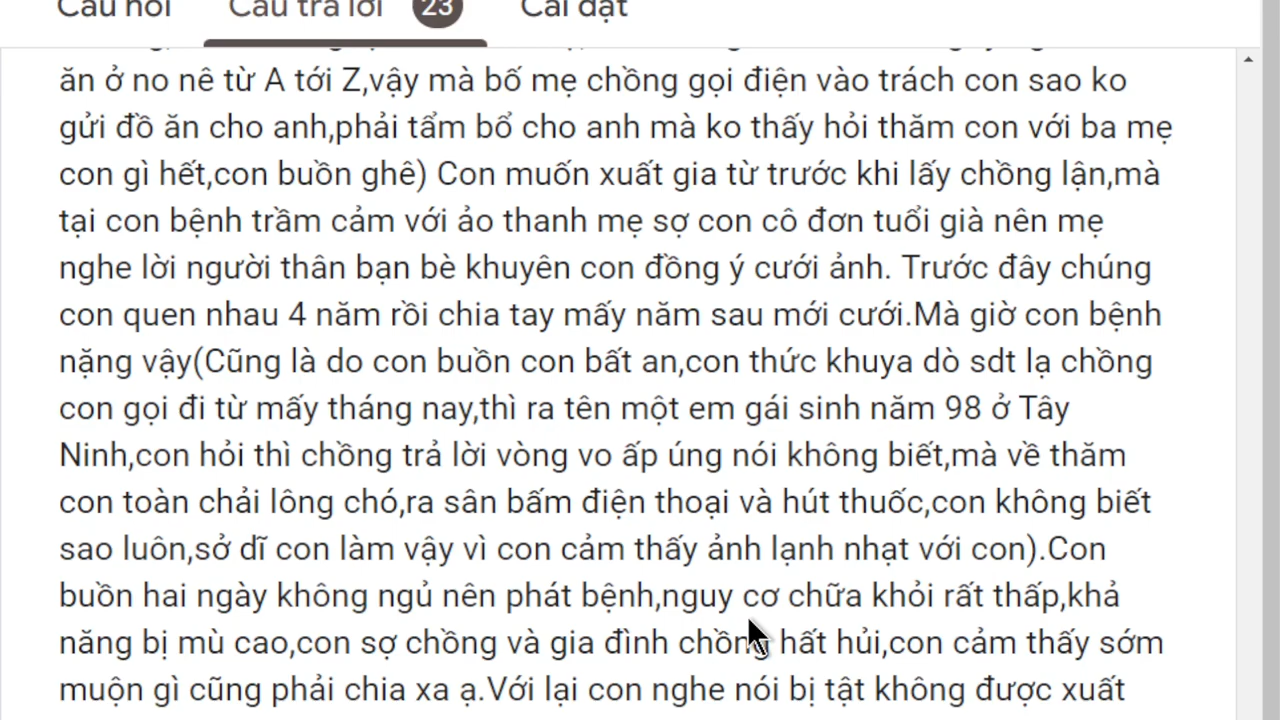 Câu hỏi Câu trả lời 23 Cài đặt
ăn ở no nê từ A tới Z,vậy mà bố mẹ chồng gọi điện vào trách con sao ko
gửi đồ ăn cho anh,phải tẩm bổ cho anh mà ko thấy hỏi thăm con với ba mẹ
con gì hết,con buồn ghê) Con muốn xuất gia từ trước khi lấy chồng lận,mà
tại con bệnh trầm cảm với ảo thanh mẹ sợ con cô đơn tuổi già nên mẹ
nghe lời người thân bạn bè khuyên con đồng ý cưới ảnh. Trước đây chúng
con quen nhau 4 năm rồi chia tay mấy năm sau mới cưới.Mà giờ con bệnh
nặng vậy(Cũng là do con buồn con bất an,con thức khuya dò sdt lạ chồng
con gọi đi từ mấy tháng nay,thì ra tên một em gái sinh năm 98 ở Tây
Ninh,con hỏi thì chồng trả lời vòng vo ấp úng nói không biết,mà về thăm
con toàn chải lông chó,ra sân bấm điện thoại và hút thuốc,con không biết
sao luôn,sở dĩ con làm vậy vì con cảm thấy ảnh lạnh nhạt với con).Con
buồn hai ngày không ngủ nên phát bệnh,nguy cơ chữa khỏi rất thấp,khả
năng bị mù cao,con sợ chồng và gia đình chồng hất hủi,con cảm thấy sớm
muộn gì cũng phải chia xa ạ.Với lại con nghe nói bị tật không được xuất